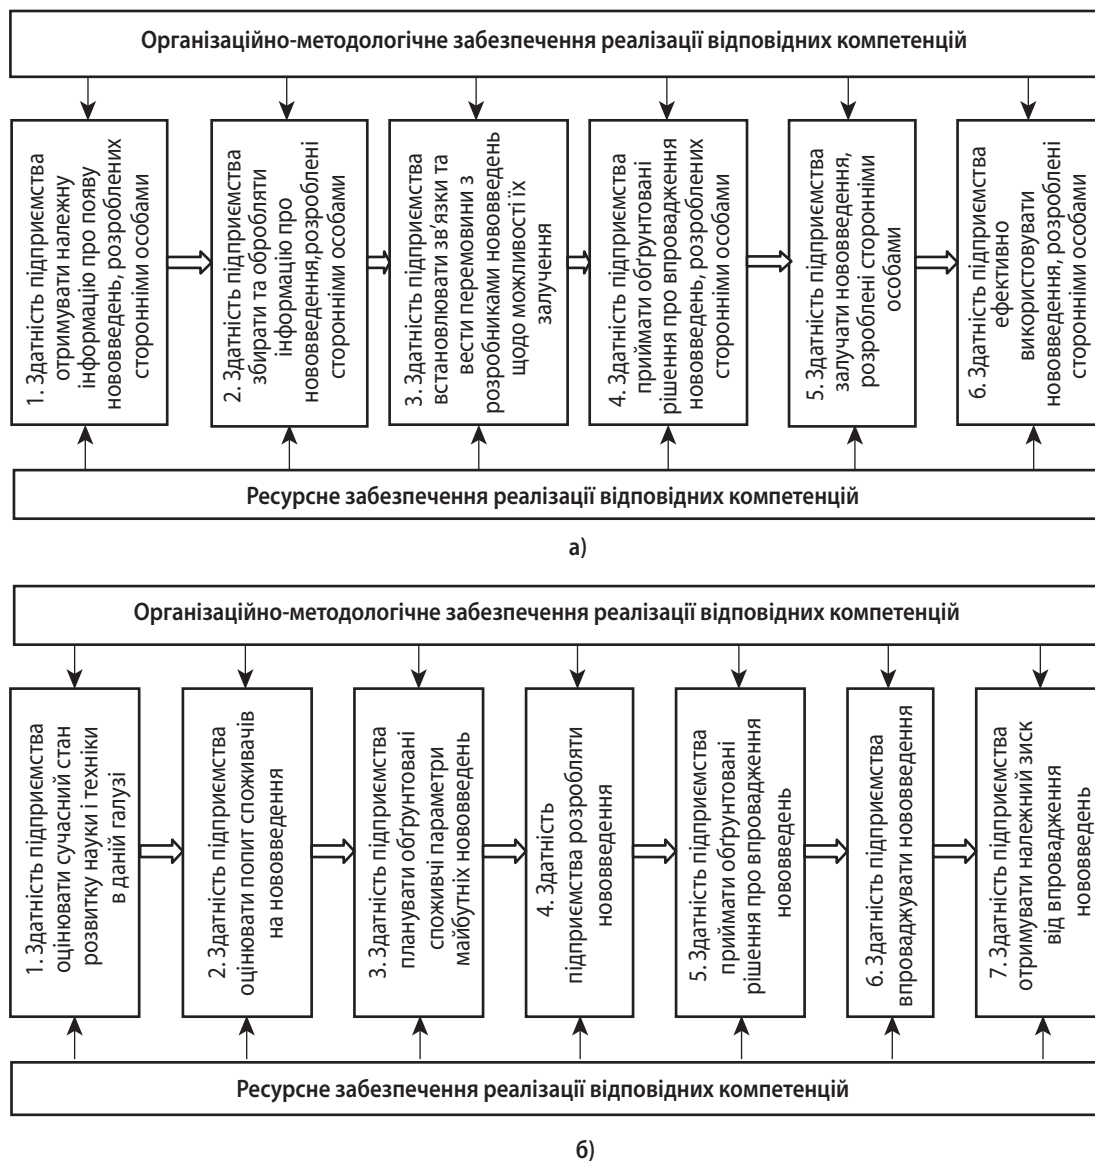 Організаційно-методологічне забезпечення реалізації відповідних компетенцій
1. Здатність підприємства
отримувати належну
інформацію про появу
нововведень, розроблених
сторонніми особами
2. Здатність підприємства
збирати та обробляти
інформацію про
нововведення,розроблені
сторонніми особами
3. Здатність підприємства
встановлювати зв'язки та
вести перемовини з
розробниками нововведень
щодо можливості їх
залучення
4. Здатність підприємства
приймати обґрунтовані
рішення про впровадження
нововведень, розроблених
сторонніми особами
5. Здатність підприємства
залучати нововведення,
розроблені сторонніми
особами
6. Здатність підприємства
ефективно
використовувати
нововведення, розроблені
сторонніми особами
Ресурсне забезпечення реалізації відповідних компетенцій
а)
Організаційно-методологічне забезпечення реалізації відповідних компетенцій
1. Здатність підприємства
оцінювати сучасний стан
розвитку науки і техніки
в даній галузі
2. Здатність підприємства
оцінювати попит споживачів
на нововведення
3. Здатність підприємства
планувати обґрунтовані
споживчі параметри
майбутніх нововведень
4. Здатність
підприємства розробляти
нововведення
5. Здатність підприємства
приймати обґрунтовані
рішення про впровадження
нововведень
6. Здатність підприємства
впроваджувати нововведення
7. Здатність підприємства
отримувати належний зиск
від впровадження
нововведень
Ресурсне забезпечення реалізації відповідних компетенцій
б)